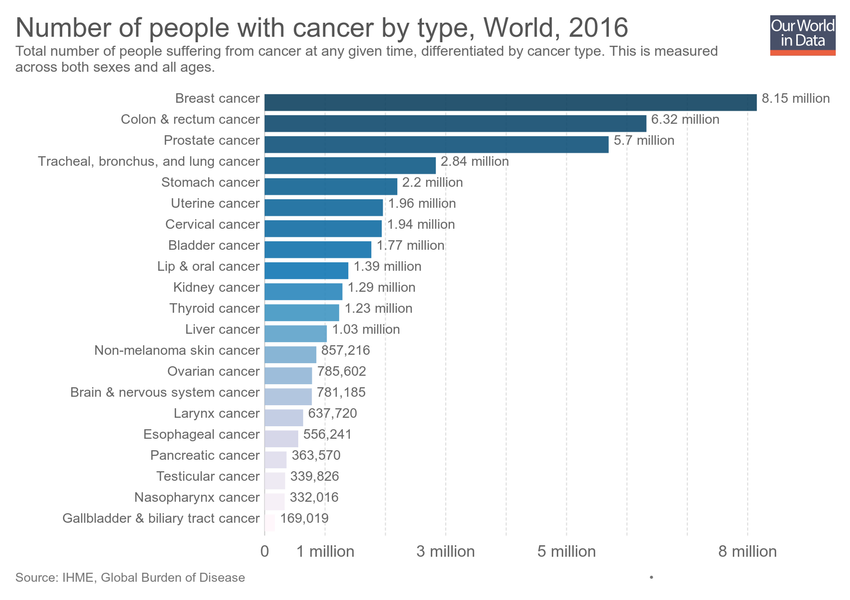 Number of people with cancer by type, World, 2016
Our World
in Data
Total number of people suffering from cancer at any given time, differentiated by cancer type. This is measured
across both sexes and all ages.
Breast cancer 8.15 million
Colon & rectum cancer 6.32 million
Prostate cancer 5.7 million
Tracheal, bronchus, and lung cancer 2.84 million
Stomach cancer 2.2 million
Uterine cancer 1.96 million
Cervical cancer 1.94 million
Bladder cancer 1.77 million
Lip & oral cancer 1.39 million
Kidney cancer 1.29 million
Thyroid cancer 1.23 million
Liver cancer 1.03 million
Non-melanoma skin cancer 857,216
Ovarian cancer 785,602
Brain & nervous system cancer 781,185
Larynx cancer 637,720
Esophageal cancer 556,241
Pancreatic cancer 363,570
Testicular cancer 339,826
Nasopharynx cancer 332,016
Gallbladder & biliary tract cancer 169,019
0 1 million 3 million 5 million 8 million
Source: IHME, Global Burden of Disease